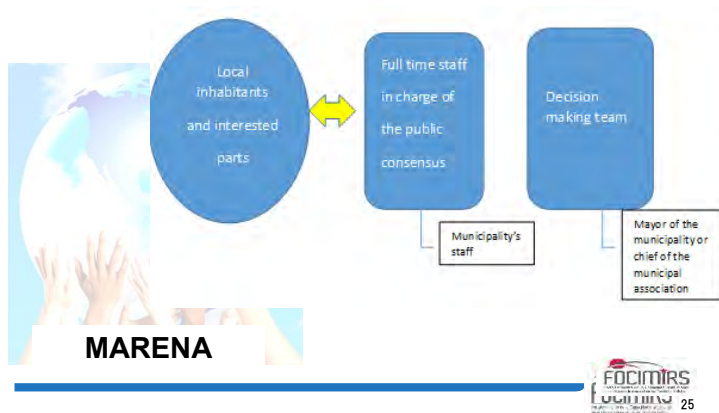 Local
inhabitants
and interested
parts
Full time staff
in charge of
the public
consensus
Decision
making team
Municipality's
staff
Mayor of the
municipality or
chief of the
municipal
association
MARENA
FOCIMIRS
FOCIMIRS
25